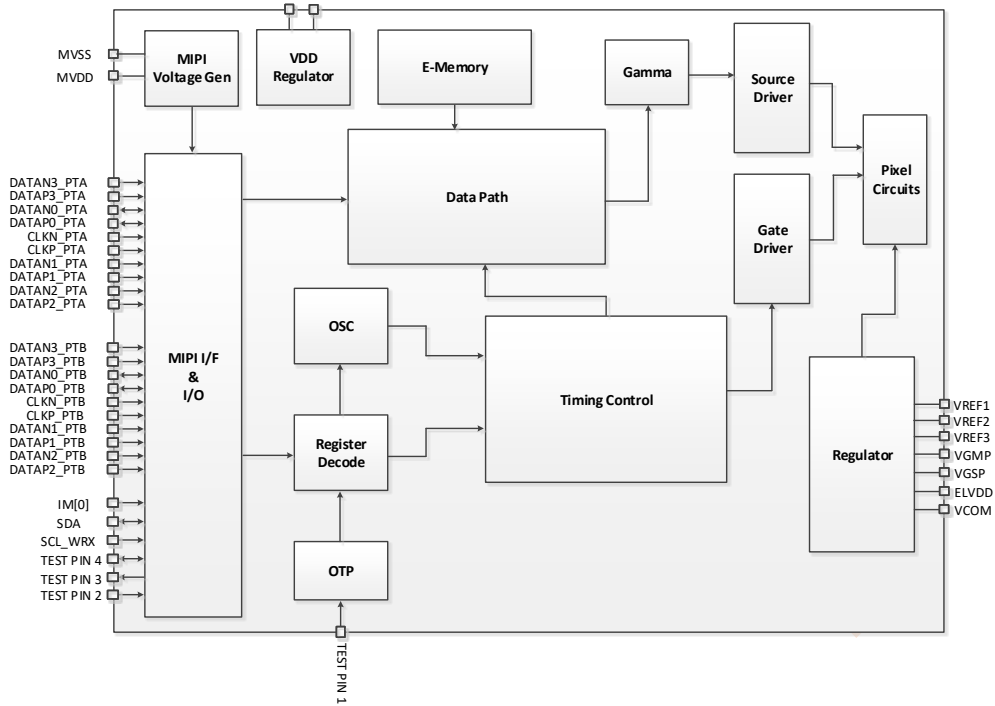 MVSS
MVDD
MIPI
Voltage Gen
VDD
Regulator
E-Memory
Gamma
Source
Driver
Pixel
Circuits
Data Path
Gate
Driver
DATAN3_PTA
DATAP3_PTA
DATAN0_PTA
DATAP0_PTA
CLKN_PTA
CLKP_PTA
DATAN1_PTA
DATAP1_PTA
DATAN2_PTA
DATAP2_PTA
DATAN3_PTB
DATAP3_PTB
DATAN0_PTB
DATAP0_PTB
CLKN_PTB
CLKP_PTB
DATAN1_PTB
DATAP1_PTB
DATAN2_PTB
DATAP2_PTB
IM[0]
SDA
SCL_WRX
TEST PIN 4
TEST PIN 3
TEST PIN 2
MIPI I/F
&
I/O
OSC
Register
Decode
OTP
TEST PIN 1
Timing Control
Regulator
VREF1
VREF2
VREF3
VGMP
VGSP
ELVDD
VCOM